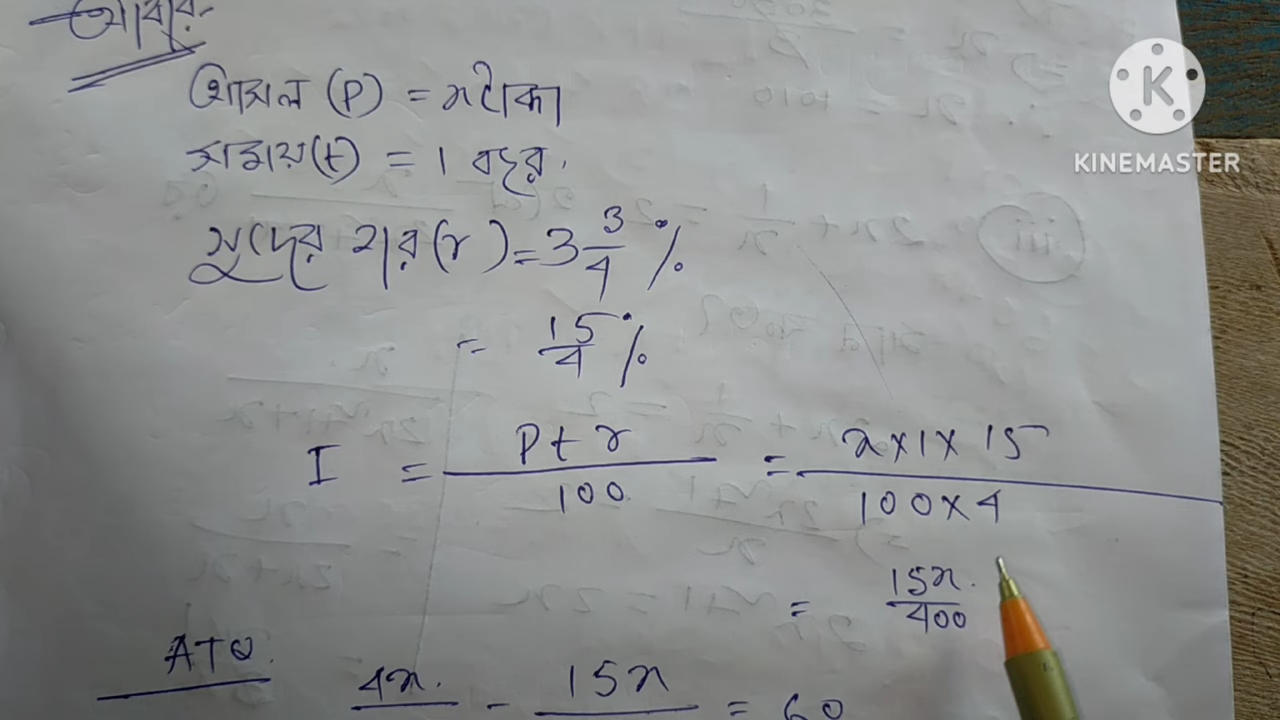 আবার
আসল (P) = x টাকা
সময়(t) = 1 বছর.
সুদের হার(r) = 3 3/4 %
= 15/4 %
I = Ptr/100 = x×1×15/100×4
= 15x/400
ATQ.
4x - 15x = 60
KINEMASTER